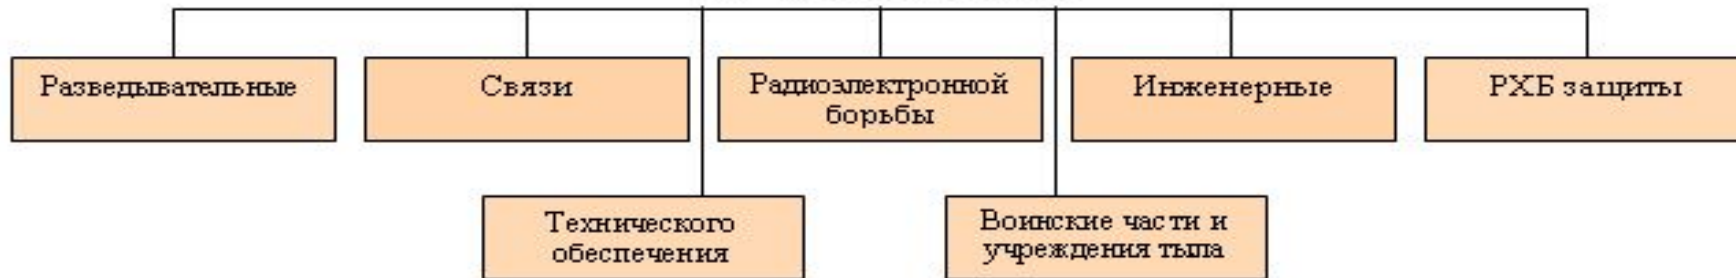 Разведывательные
Связи
Радиоэлектронной
борьбы
Инженерные
РХБ защиты
Технического
обеспечения
Воинские части и
учреждения тыла